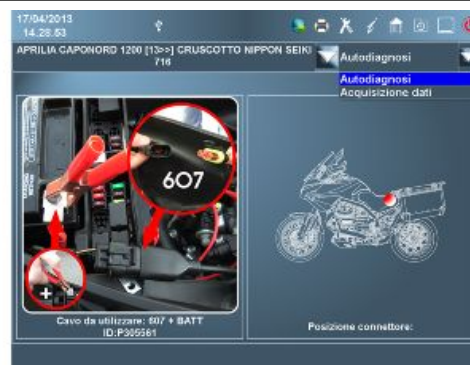 17/04/2013
14.28.53
APRILIA CAPONORD 1200 [13>>] CRUSCOTTO NIPPON SEIKI
716
Autodiagnosi
Autodiagnosi
Acquisizione dati
607
+
Cavo da utilizzare: 607 + BATT
ID:P305561
Posizione connettore: